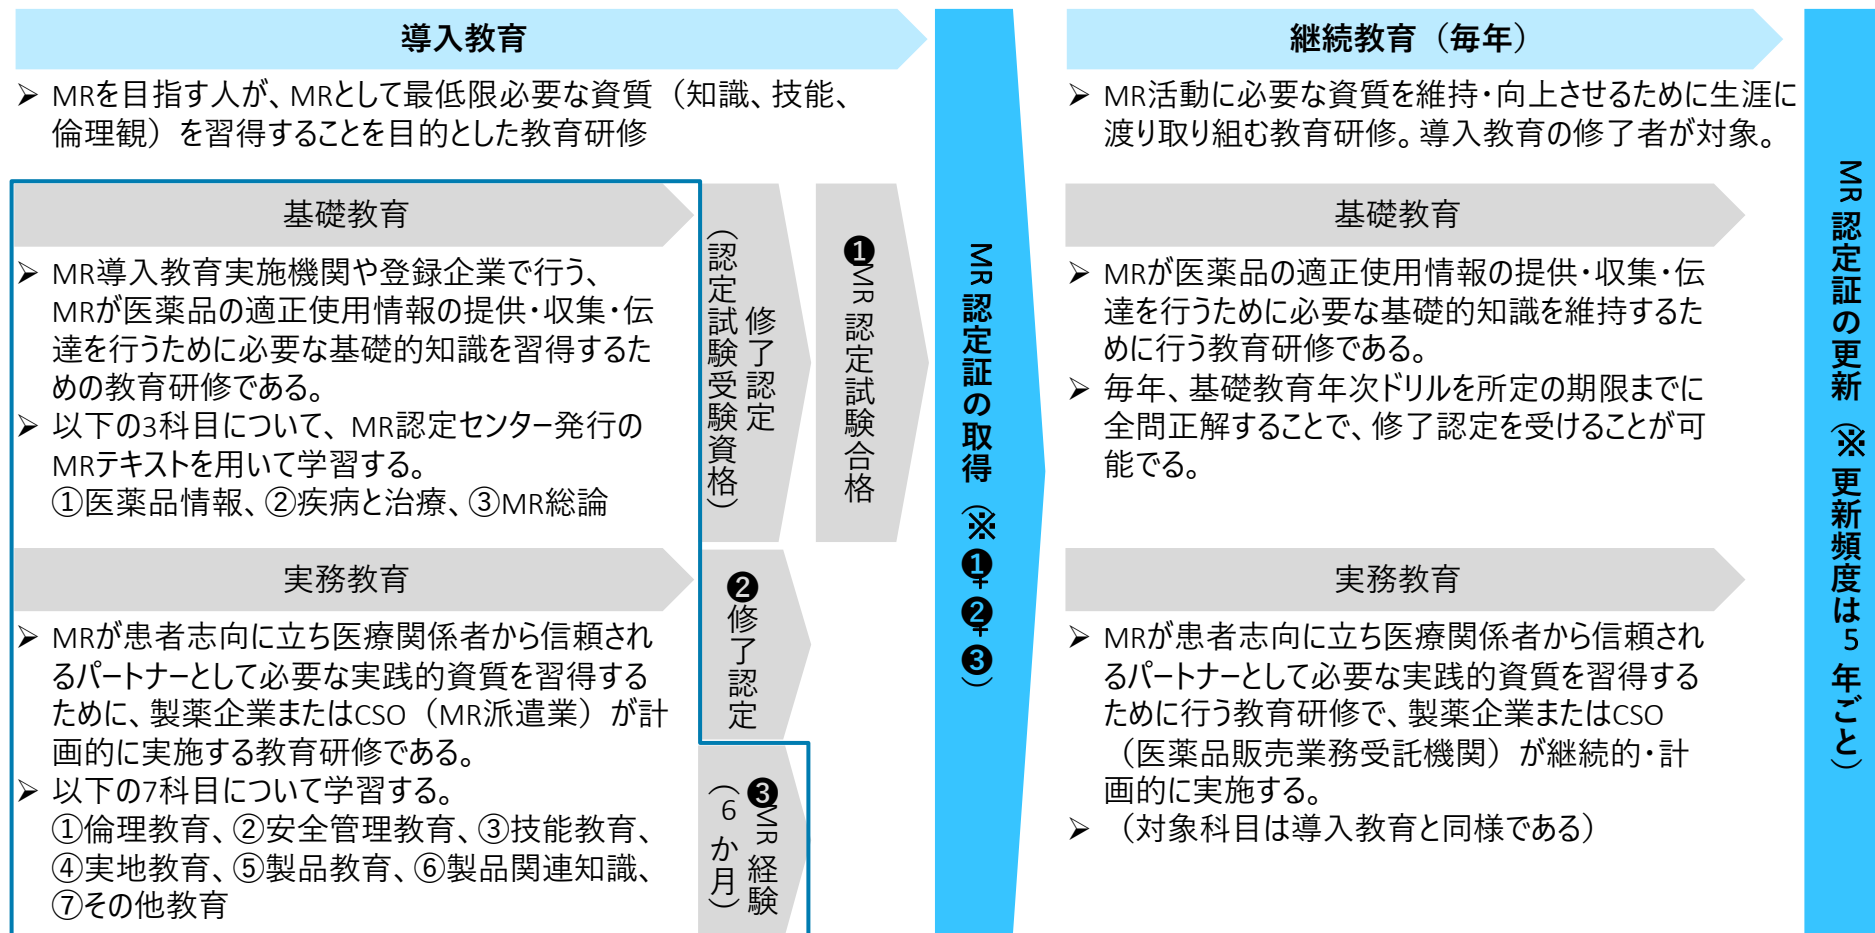 導入教育
➢ MRを目指す人が、MRとして最低限必要な資質（知識、技能、
倫理観）を習得することを目的とした教育研修
基礎教育
➢ MR導入教育実施機関や登録企業で行う、
MRが医薬品の適正使用情報の提供・収集・伝
達を行うために必要な基礎的知識を習得するた
めの教育研修である。
➢ 以下の3科目について、MR認定センター発行の
MRテキストを用いて学習する。
①医薬品情報、②疾病と治療、③MR総論
修了認定
（認定試験受験資格）
❶MR認定試験合格
実務教育
➢ MRが患者志向に立ち医療関係者から信頼され
るパートナーとして必要な実践的資質を習得する
ために、製薬企業またはCSO（MR派遣業）が計
画的に実施する教育研修である。
➢ 以下の7科目について学習する。
①倫理教育、②安全管理教育、③技能教育、
④実地教育、⑤製品教育、⑥製品関連知識、
⑦その他教育
❷修了認定
❸MR経験
（6か月）
MR認定証の取得（※❶+❷+❸）
継続教育（毎年）
➢ MR活動に必要な資質を維持・向上させるために生涯に
渡り取り組む教育研修。導入教育の修了者が対象。
基礎教育
➢ MRが医薬品の適正使用情報の提供・収集・伝
達を行うために必要な基礎的知識を維持するた
めに行う教育研修である。
➢ 毎年、基礎教育年次ドリルを所定の期限までに
全問正解することで、修了認定を受けることが可
能でる。
実務教育
➢ MRが患者志向に立ち医療関係者から信頼され
るパートナーとして必要な実践的資質を習得する
ために行う教育研修で、製薬企業またはCSO
（医薬品販売業務受託機関）が継続的・計
画的に実施する。
➢ （対象科目は導入教育と同様である）
MR認定証の更新（※更新頻度は5年ごと）